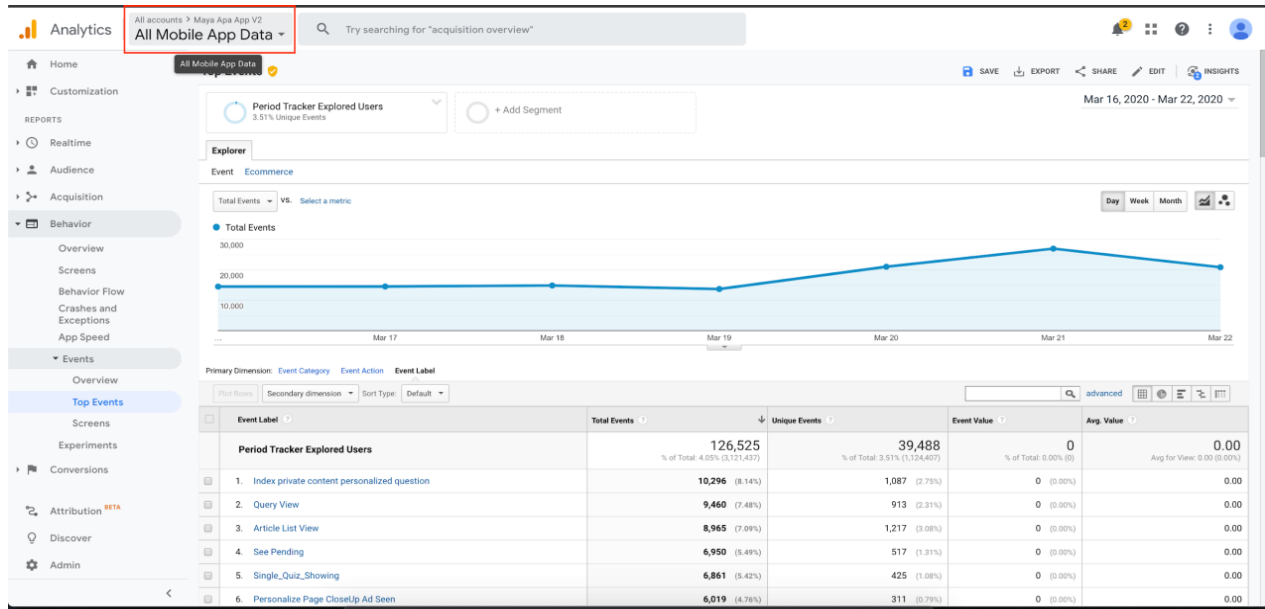 Analytics
All accounts > Maya Apa App V2
All Mobile App Data
Try searching for "acquisition overview"
2
All Mobile App Data
Top Events
SAVE
EXPORT
SHARE
EDIT
INSIGHTS
Home
Customization
REPORTS
Realtime
Audience
Acquisition
Behavior
Overview
Screens
Behavior Flow
Crashes and
Exceptions
App Speed
Events
Overview
Top Events
Screens
Experiments
Conversions
Attribution BETA
Discover
Admin
Period Tracker Explored Users
3.51% Unique Events
+ Add Segment
Mar 16, 2020 - Mar 22, 2020
Explorer
Event Ecommerce
Total Events VS. Select a metric
Day Week Month
Total Events
30,000
20,000
10,000
... Mar 17 Mar 18 Mar 19 Mar 20 Mar 21 Mar 22
Primary Dimension: Event Category Event Action Event Label
Plot Rows Secondary dimension Sort Type: Default advanced
Event Label ? Total Events ? Unique Events ? Event Value ? Avg. Value ?
Period Tracker Explored Users 126,525 39,488 0 0.00
% of Total: 4.05% (3,121,437) % of Total: 3.51% (1,124,407) % of Total: 0.00% (0) Avg for View: 0.00 (0.00%)
1. Index private content personalized question 10,296 (8.14%) 1,087 (2.75%) 0 (0.00%) 0.00
2. Query View 9,460 (7.48%) 913 (2.31%) 0 (0.00%) 0.00
3. Article List View 8,965 (7.09%) 1,217 (3.08%) 0 (0.00%) 0.00
4. See Pending 6,950 (5.49%) 517 (1.31%) 0 (0.00%) 0.00
5. Single_Quiz_Showing 6,861 (5.42%) 425 (1.08%) 0 (0.00%) 0.00
6. Personalize Page CloseUp Ad Seen 6,019 (4.76%) 311 (0.79%) 0 (0.00%) 0.00